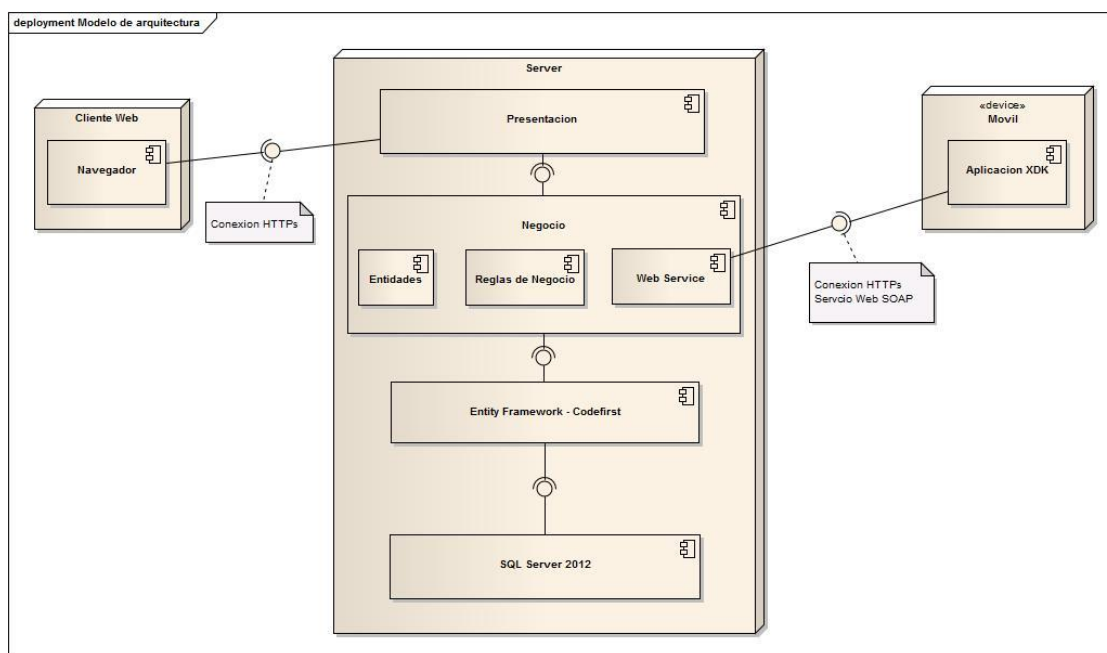 deployment Modelo de arquitectura
Server
Cliente Web
Navegador
Conexion HTTPs
Presentacion
Negocio
Entidades
Reglas de Negocio
Web Service
Entity Framework - Codefirst
SQL Server 2012
«device»
Movil
Aplicacion XDK
Conexion HTTPs
Servcio Web SOAP